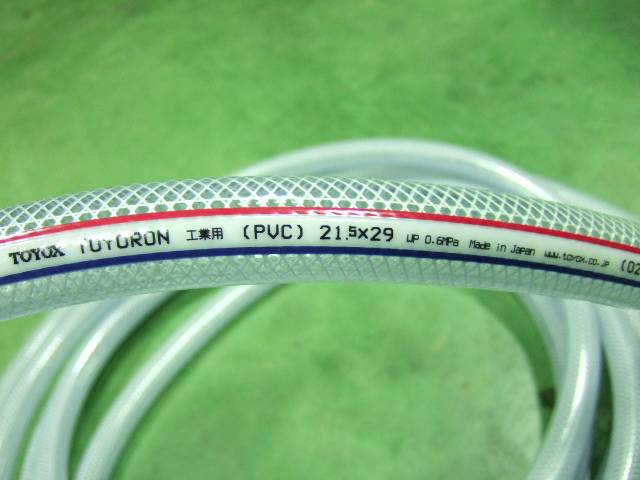 TOYOX TOYORON 工業用 (PVC) 21.5×29 WP 0.6MPa Made in Japan www.toyox.co.jp (02